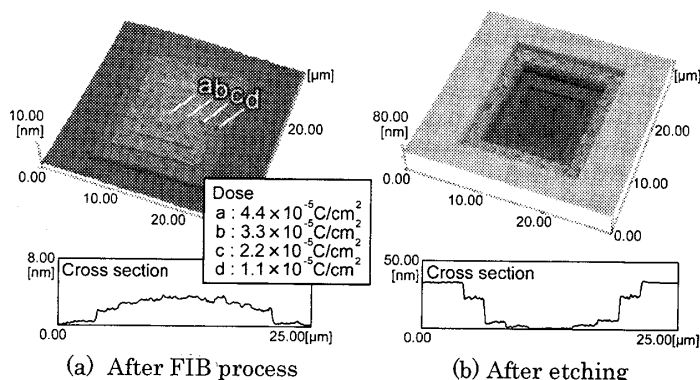 abcd
[μm]
20.00
10.00
[nm]
0.00
10.00
20.00
Dose
a : 4.4 × 10⁻⁵C/cm²
b : 3.3 × 10⁻⁵C/cm²
c : 2.2 × 10⁻⁵C/cm²
d : 1.1 × 10⁻⁵C/cm²
8.00
[nm]
Cross section
0.00
25.00[μm]
(a) After FIB process
[μm]
20.00
10.00
80.00
[nm]
0.00
10.00
20.00
0.00
50.00
[nm]
Cross section
0.00
25.00[μm]
(b) After etching